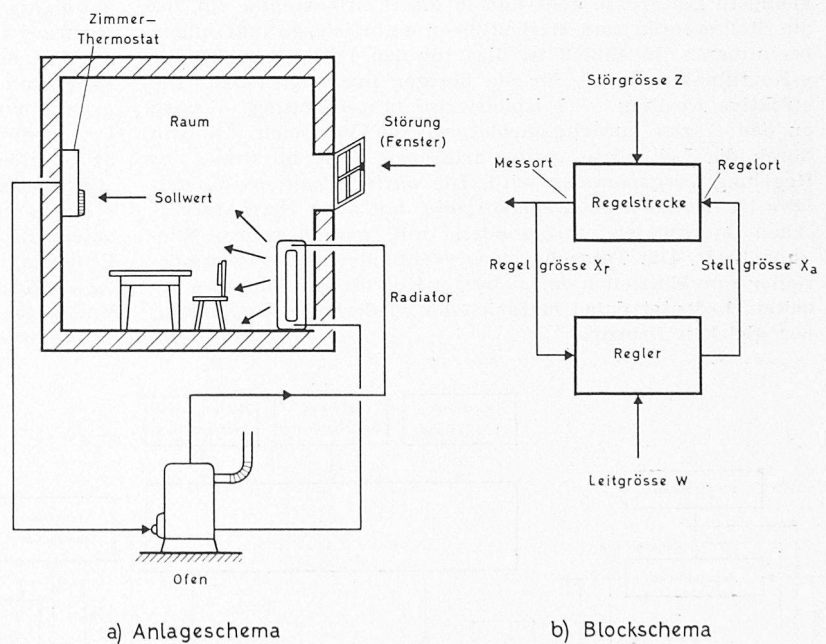 Zimmer-
Thermostat
Raum
Störung
(Fenster)
Sollwert
Radiator
Ofen
a) Anlageschema
Störgrösse Z
Messort
Regelort
Regelstrecke
Regel grösse Xr
Stell grösse Xa
Regler
Leitgrösse W
b) Blockschema